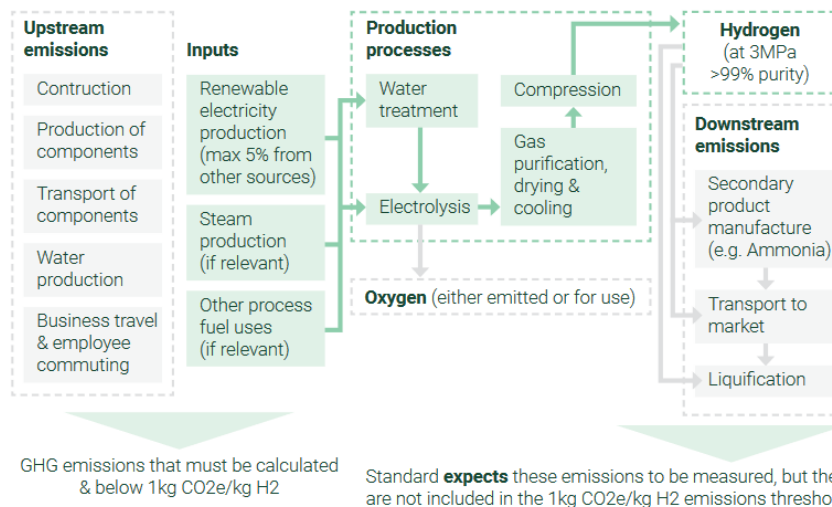 Upstream
emissions
Contruction
Production of
components
Transport of
components
Water
production
Business travel
& employee
commuting
Inputs
Renewable
electricity
production
(max 5% from
other sources)
Steam
production
(if relevant)
Other process
fuel uses
(if relevant)
Production
processes
Water
treatment
Electrolysis
Compression
Gas
purification,
drying &
cooling
Oxygen (either emitted or for use)
Hydrogen
(at 3MPa
>99% purity)
Downstream
emissions
Secondary
product
manufacture
(e.g. Ammonia)
Transport to
market
Liquification
GHG emissions that must be calculated
& below 1kg CO2e/kg H2
Standard expects these emissions to be measured, but
are not included in the 1kg CO2e/kg H2 emissions